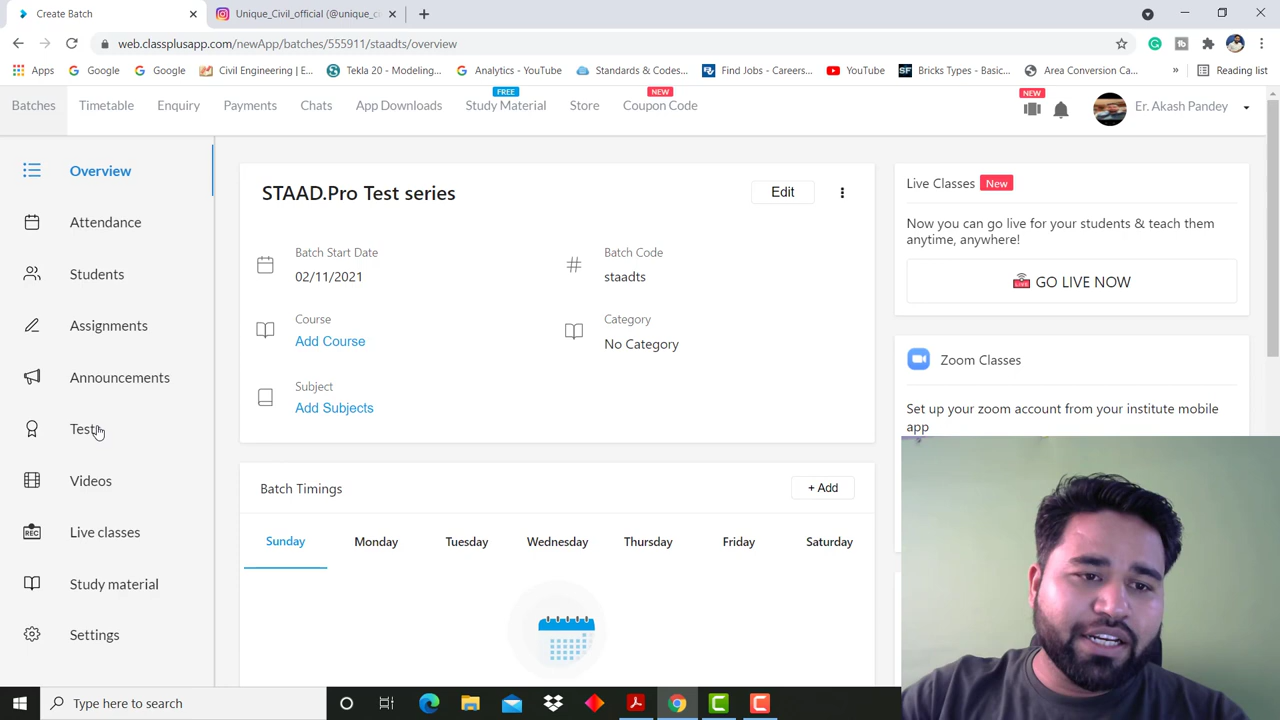 Create Batch
Unique_Civil_official (@unique_c
web.classplusapp.com/newApp/batches/555911/staadts/overview
Apps Google Google Civil Engineering | E... Tekla 20 - Modeling... Analytics - YouTube Standards & Codes... Find Jobs - Careers... YouTube Bricks Types - Basic... Area Conversion Ca... » Reading list
FREE NEW NEW
Batches Timetable Enquiry Payments Chats App Downloads Study Material Store Coupon Code Er. Akash Pandey
Overview
Attendance
Students
Assignments
Announcements
Test
Videos
REC Live classes
Study material
Settings
STAAD.Pro Test series Edit
Batch Start Date
02/11/2021
Batch Code
# staadts
Course
Add Course
Category
No Category
Subject
Add Subjects
Batch Timings + Add
Sunday Monday Tuesday Wednesday Thursday Friday Saturday
Live Classes New
Now you can go live for your students & teach them
anytime, anywhere!
LIVE GO LIVE NOW
Zoom Classes
Set up your zoom account from your institute mobile
app
Type here to search